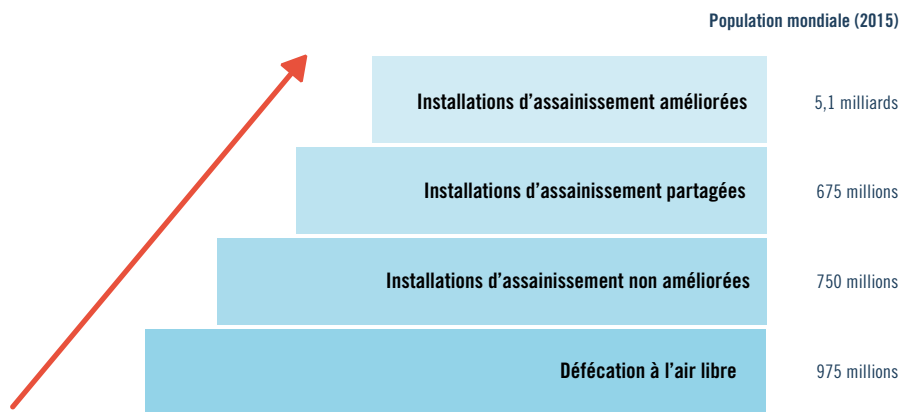 Population mondiale (2015)
Installations d’assainissement améliorées 5,1 milliards
Installations d’assainissement partagées 675 millions
Installations d’assainissement non améliorées 750 millions
Défécation à l’air libre 975 millions